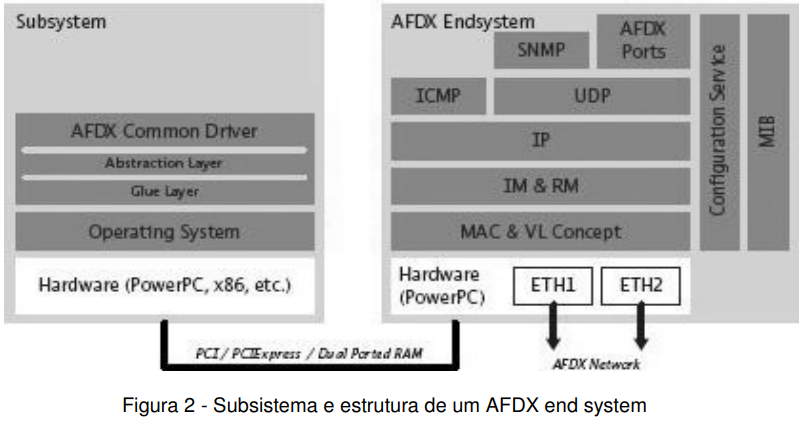 Subsystem
AFDX Common Driver
Abstraction Layer
Glue Layer
Operating System
Hardware (PowerPC, x86, etc.)
AFDX Endsystem
SNMP
AFDX
Ports
ICMP
UDP
IP
IM & RM
MAC & VL Concept
Hardware
(PowerPC)
ETH1
ETH2
Configuration Service
MIB
PCI / PCIExpress / Dual Ported RAM
AFDX Network
Figura 2 - Subsistema e estrutura de um AFDX end system